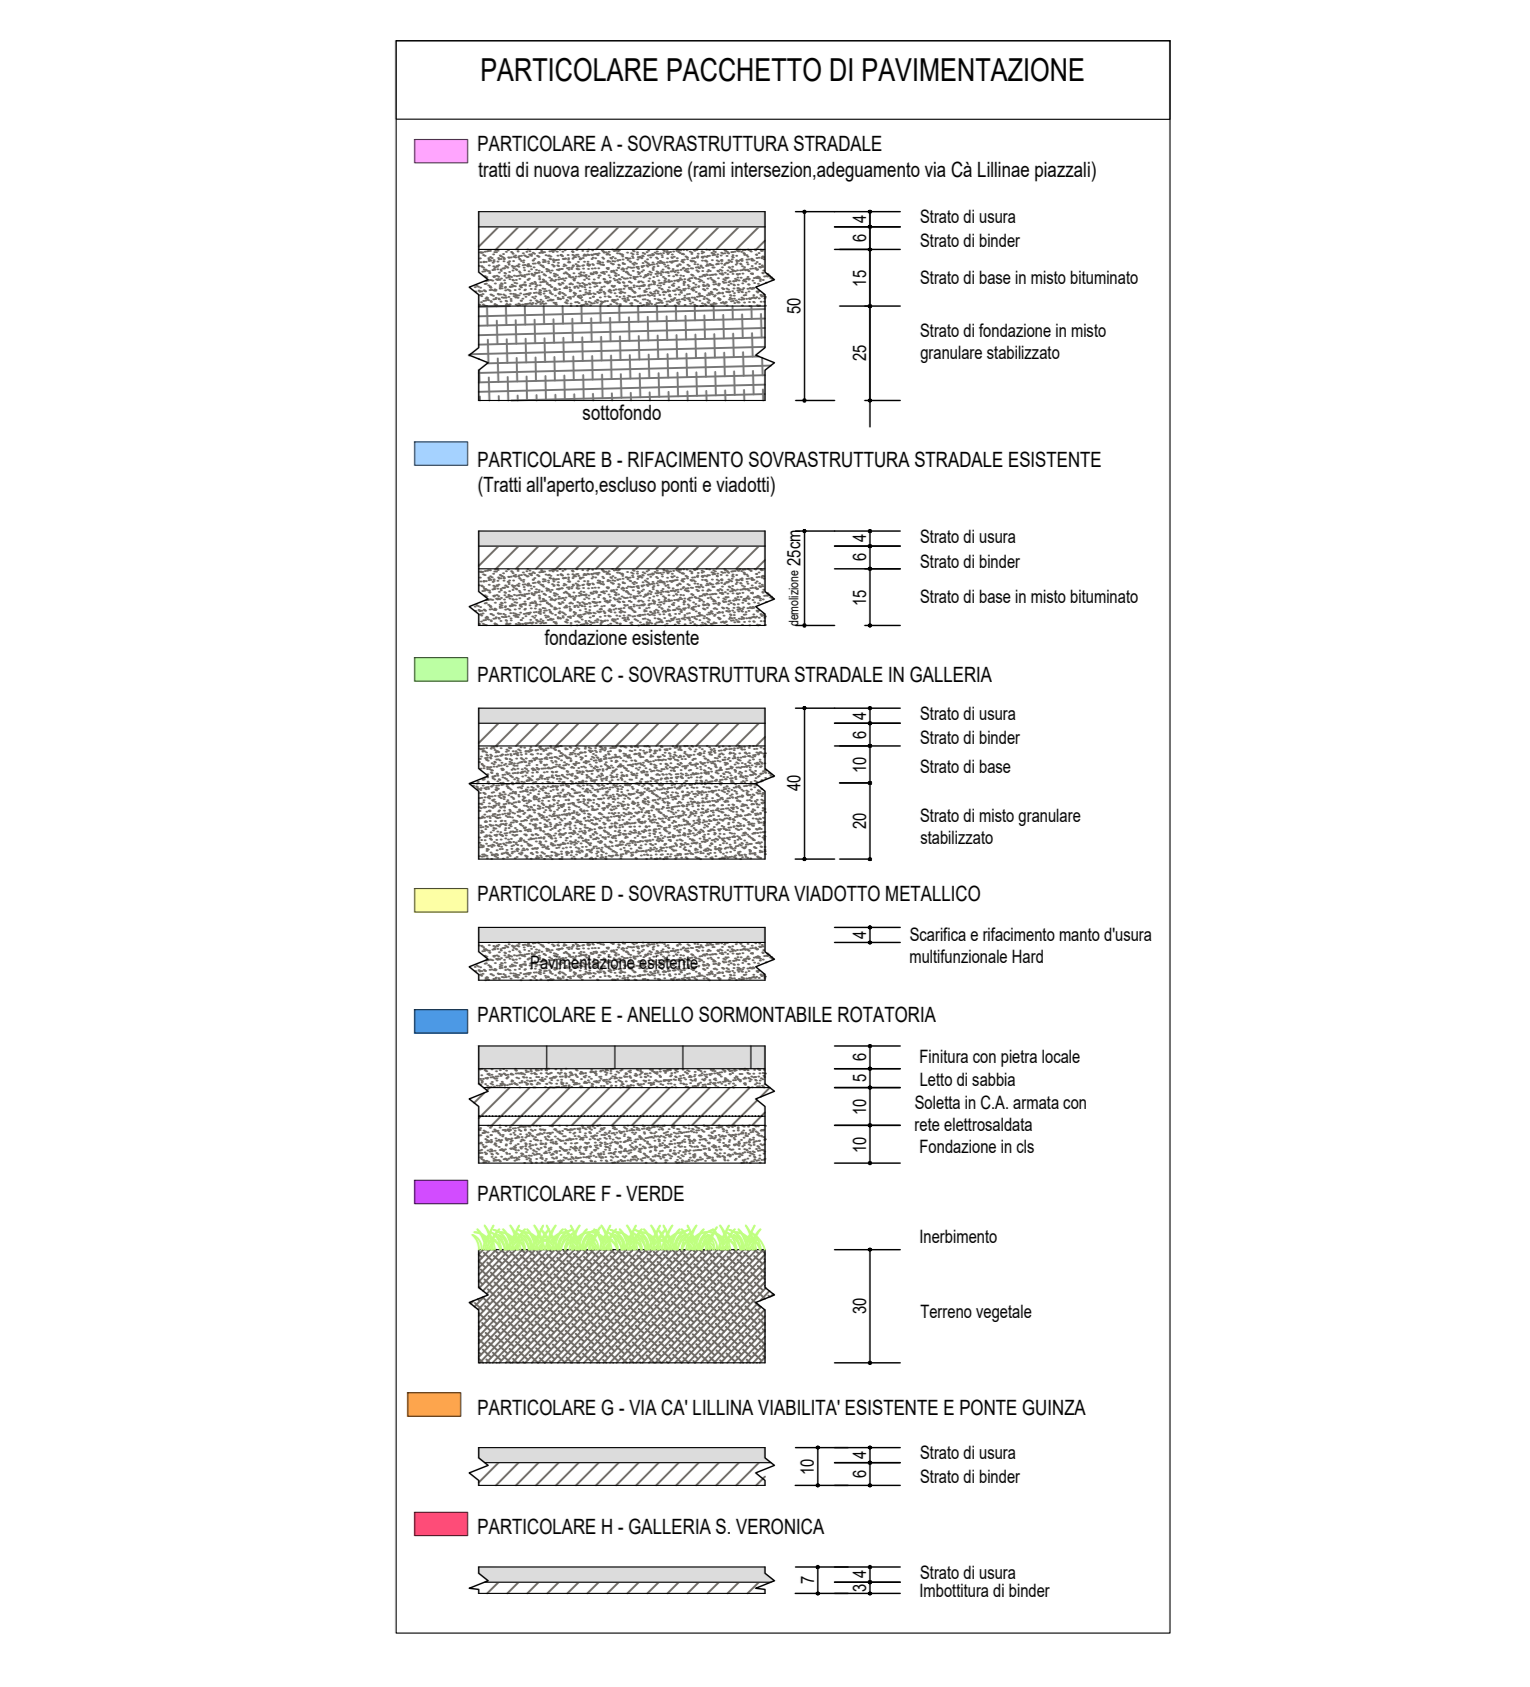 PARTICOLARE PACCHETTO DI PAVIMENTAZIONE
PARTICOLARE A - SOVRASTRUTTURA STRADALE
tratti di nuova realizzazione (rami intersezion,adeguamento via Cà Lillinae piazzali)
50
4 Strato di usura
6 Strato di binder
15 Strato di base in misto bituminato
25 Strato di fondazione in misto
granulare stabilizzato
sottofondo
PARTICOLARE B - RIFACIMENTO SOVRASTRUTTURA STRADALE ESISTENTE
(Tratti all'aperto,escluso ponti e viadotti)
demolizione 25cm
4 Strato di usura
6 Strato di binder
15 Strato di base in misto bituminato
fondazione esistente
PARTICOLARE C - SOVRASTRUTTURA STRADALE IN GALLERIA
40
4 Strato di usura
6 Strato di binder
10 Strato di base
20 Strato di misto granulare
stabilizzato
PARTICOLARE D - SOVRASTRUTTURA VIADOTTO METALLICO
Pavimentazione esistente
4 Scarifica e rifacimento manto d'usura
multifunzionale Hard
PARTICOLARE E - ANELLO SORMONTABILE ROTATORIA
6 Finitura con pietra locale
5 Letto di sabbia
10 Soletta in C.A. armata con
rete elettrosaldata
10 Fondazione in cls
PARTICOLARE F - VERDE
Inerbimento
30 Terreno vegetale
PARTICOLARE G - VIA CA' LILLINA VIABILITA' ESISTENTE E PONTE GUINZA
10
4 Strato di usura
6 Strato di binder
PARTICOLARE H - GALLERIA S. VERONICA
7
4 Strato di usura
3 Imbottitura di binder